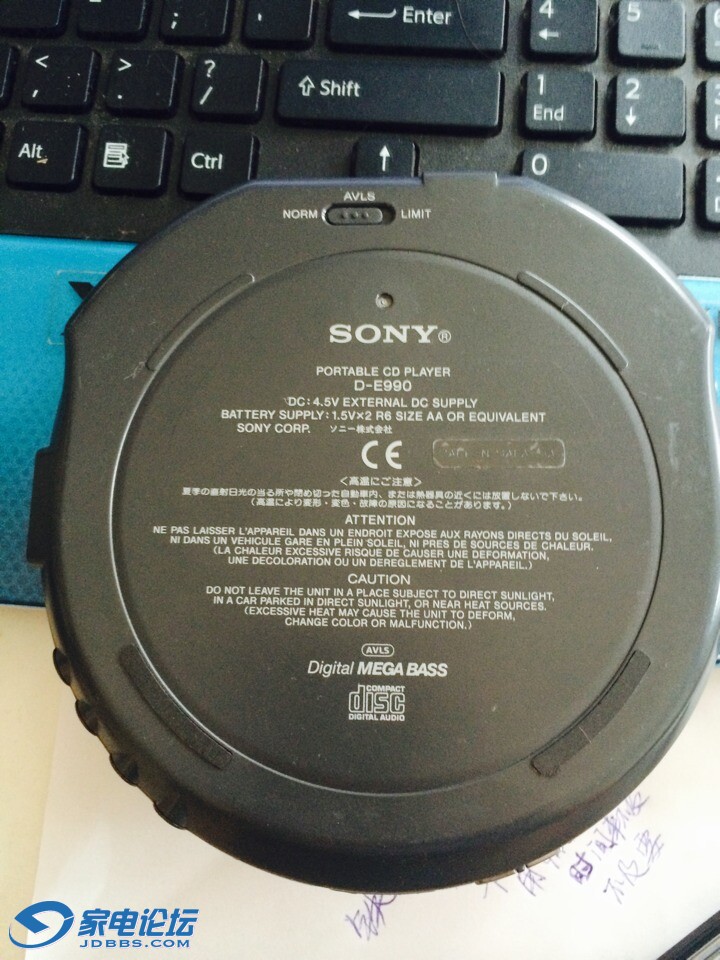 Enter
4
5
6
<
,
>
.
?
/
Shift
1
End
2
Alt
Ctrl
0
AVLS
NORM
LIMIT
SONY®
PORTABLE CD PLAYER
D-E990
DC: 4.5V EXTERNAL DC SUPPLY
BATTERY SUPPLY: 1.5V×2 R6 SIZE AA OR EQUIVALENT
SONY CORP. ソニー株式会社
CE
<高温にご注意>
夏季の直射日光の当る所や閉め切った自動車内、または熱器具の近くには放置しないで下さい。
(高温により変形・変色・故障の原因になることがあります。)
ATTENTION
NE PAS LAISSER L'APPAREIL DANS UN ENDROIT EXPOSE AUX RAYONS DIRECTS DU SOLEIL,
NI DANS UN VEHICULE GARE EN PLEIN SOLEIL, NI PRES DE SOURCES DE CHALEUR.
(LA CHALEUR EXCESSIVE RISQUE DE CAUSER UNE DEFORMATION,
UNE DECOLORATION OU UN DEREGLEMENT DE L'APPAREIL.)
CAUTION
DO NOT LEAVE THE UNIT IN A PLACE SUBJECT TO DIRECT SUNLIGHT,
IN A CAR PARKED IN DIRECT SUNLIGHT, OR NEAR HEAT SOURCES.
(EXCESSIVE HEAT MAY CAUSE THE UNIT TO DEFORM,
CHANGE COLOR OR MALFUNCTION.)
AVLS
Digital MEGA BASS
COMPACT
disc
DIGITAL AUDIO
时间
不及
家电论坛
JDBBS.COM